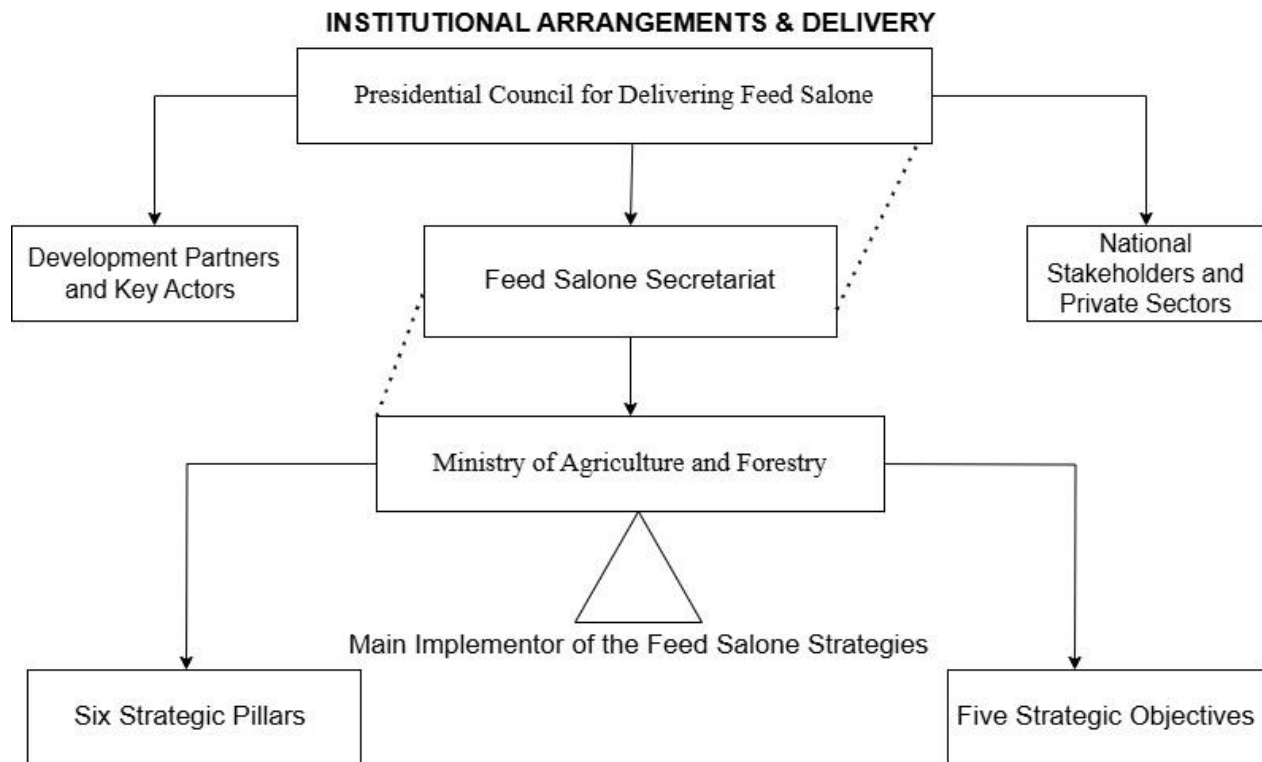 INSTITUTIONAL ARRANGEMENTS & DELIVERY
Presidential Council for Delivering Feed Salone
Development Partners
and Key Actors
Feed Salone Secretariat
National
Stakeholders and
Private Sectors
Ministry of Agriculture and Forestry
Main Implementor of the Feed Salone Strategies
Six Strategic Pillars
Five Strategic Objectives